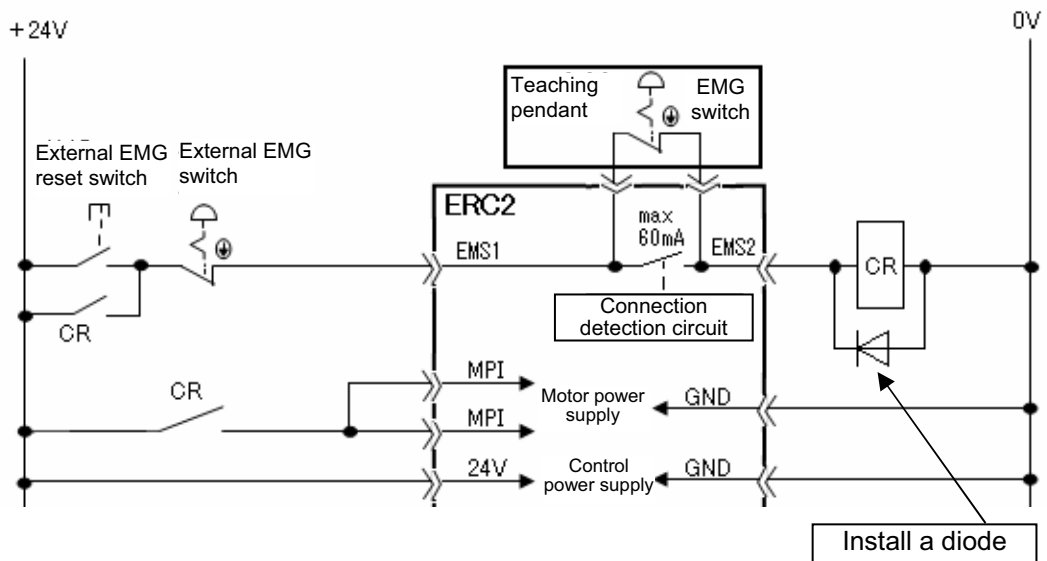 +24V
0V
Teaching
pendant
EMG
switch
External EMG
reset switch
External EMG
switch
ERC2
max
60mA
EMS1
EMS2
CR
CR
Connection
detection circuit
MPI
CR
Motor power
supply
GND
MPI
24V
Control
power supply
GND
Install a diode